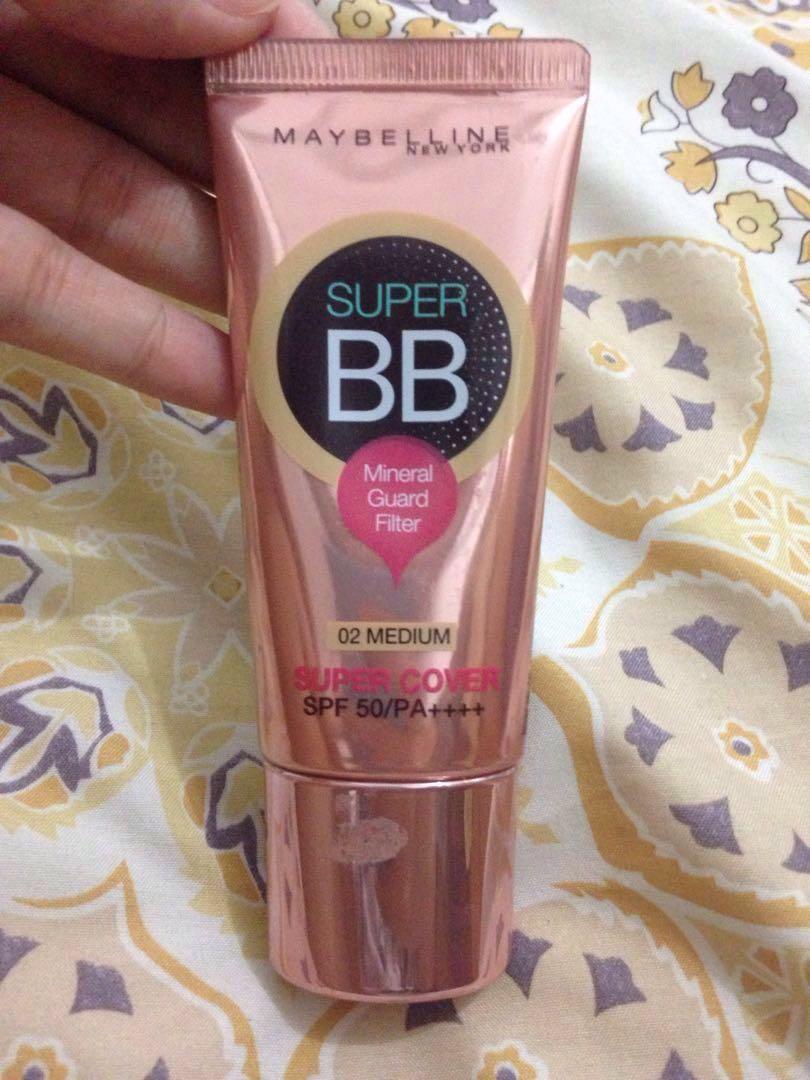 MAYBELLINE
NEW YORK
SUPER
BB
Mineral
Guard
Filter
02 MEDIUM
SUPER COVER
SPF 50/PA++++